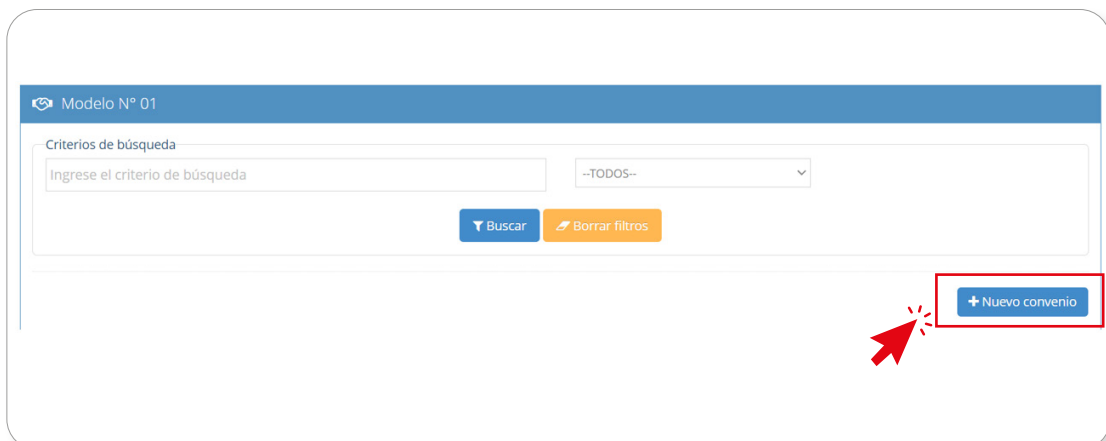 Modelo N° 01
Criterios de búsqueda
Ingrese el criterio de búsqueda
--TODOS--
Buscar
Borrar filtros
Nuevo convenio